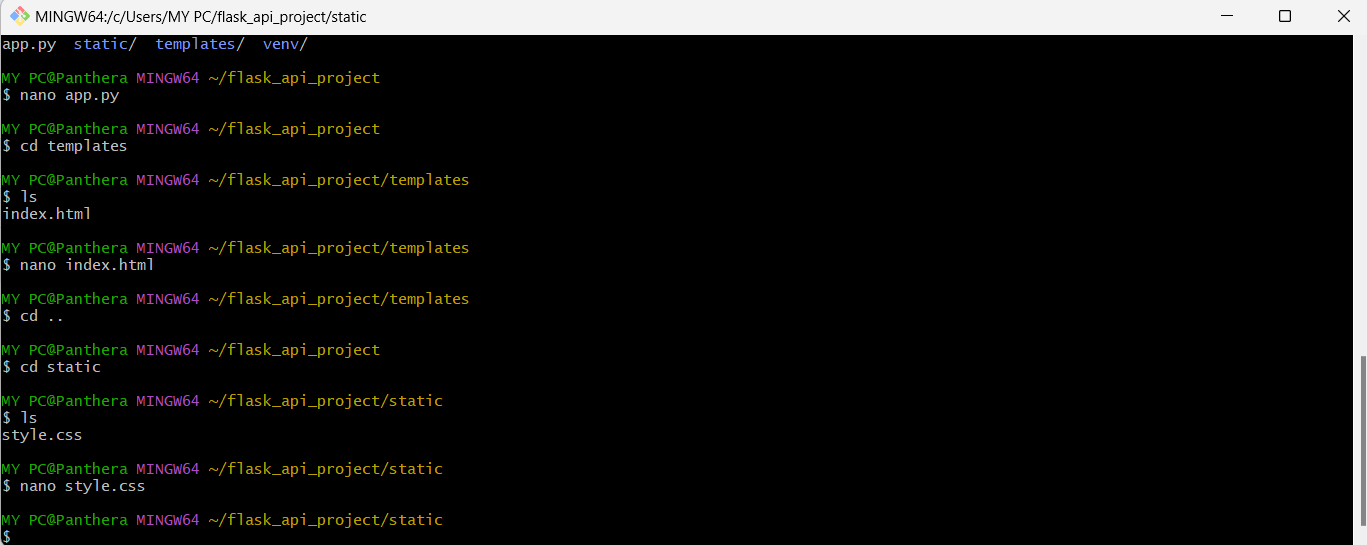 MINGW64:/c/Users/MY PC/flask_api_project/static
app.py  static/  templates/  venv/
MY PC@Panthera MINGW64 ~/flask_api_project
$ nano app.py
MY PC@Panthera MINGW64 ~/flask_api_project
$ cd templates
MY PC@Panthera MINGW64 ~/flask_api_project/templates
$ ls
index.html
MY PC@Panthera MINGW64 ~/flask_api_project/templates
$ nano index.html
MY PC@Panthera MINGW64 ~/flask_api_project/templates
$ cd ..
MY PC@Panthera MINGW64 ~/flask_api_project
$ cd static
MY PC@Panthera MINGW64 ~/flask_api_project/static
$ ls
style.css
MY PC@Panthera MINGW64 ~/flask_api_project/static
$ nano style.css
MY PC@Panthera MINGW64 ~/flask_api_project/static
$